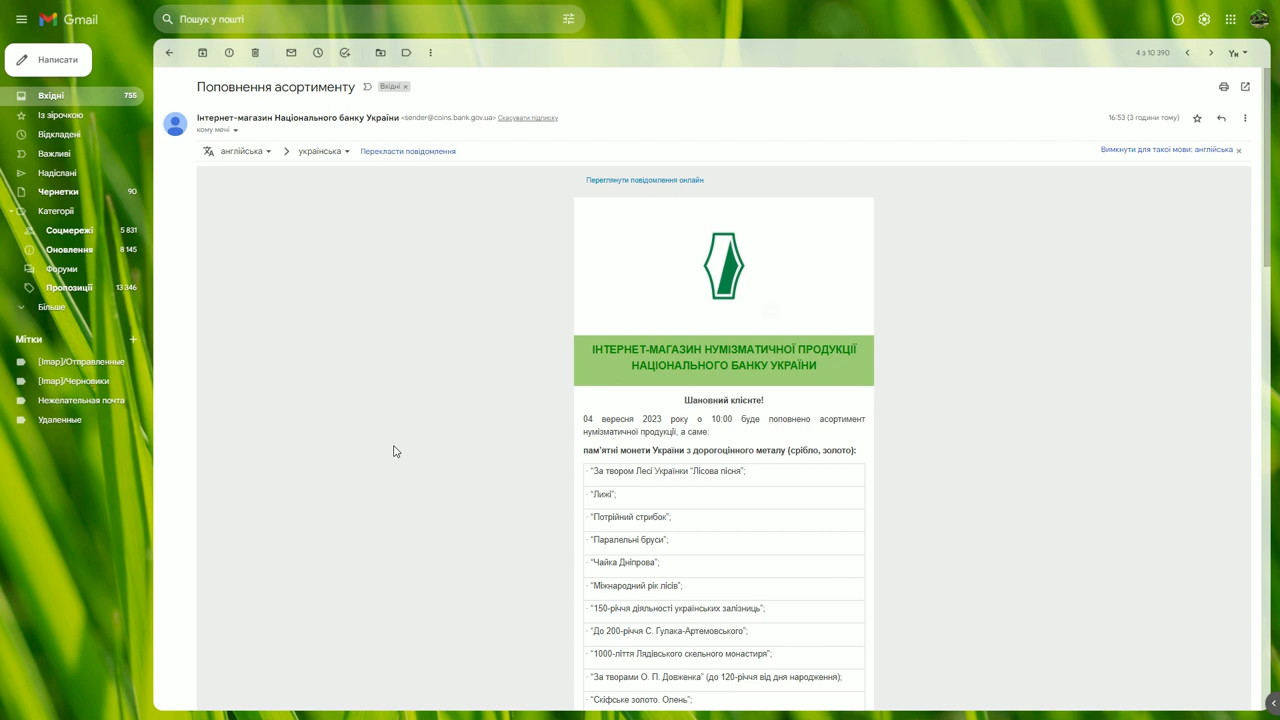 Gmail
Пошук у пошті
Написати
4 з 10 390
Ук
Вхідні 755
Із зірочкою
Відкладені
Важливі
Надіслані
Чернетки 90
Категорії
Соцмережі 5 831
Оновлення 8 145
Форуми
Пропозиції 13 346
Більше
Мітки
[Imap]/Отправленные
[Imap]/Черновики
Нежелательная почта
Удаленные
Поповнення асортименту
Вхідні ×
Інтернет-магазин Національного банку України <sender@coins.bank.gov.ua> Скасувати підписку
16:53 (3 години тому)
кому мені
англійська > українська Перекласти повідомлення
Вимкнути для такої мови: англійська ×
Переглянути повідомлення онлайн
ІНТЕРНЕТ-МАГАЗИН НУМІЗМАТИЧНОЇ ПРОДУКЦІЇ
НАЦІОНАЛЬНОГО БАНКУ УКРАЇНИ
Шановний клієнте!
04 вересня 2023 року о 10:00 буде поповнено асортимент
нумізматичної продукції, а саме:
пам'ятні монети України з дорогоцінного металу (срібло, золото):
· "За твором Лесі Українки "Лісова пісня";
· "Лижі";
· "Потрійний стрибок";
· "Паралельні бруси";
· "Чайка Дніпрова";
· "Міжнародний рік лісів";
· "150-річчя діяльності українських залізниць";
· "До 200-річчя С. Гулака-Артемовського";
· "1000-ліття Лядівського скельного монастиря";
· "За творами О. П. Довженка" (до 120-річчя від дня народження);
· "Скіфське золото. Олень";